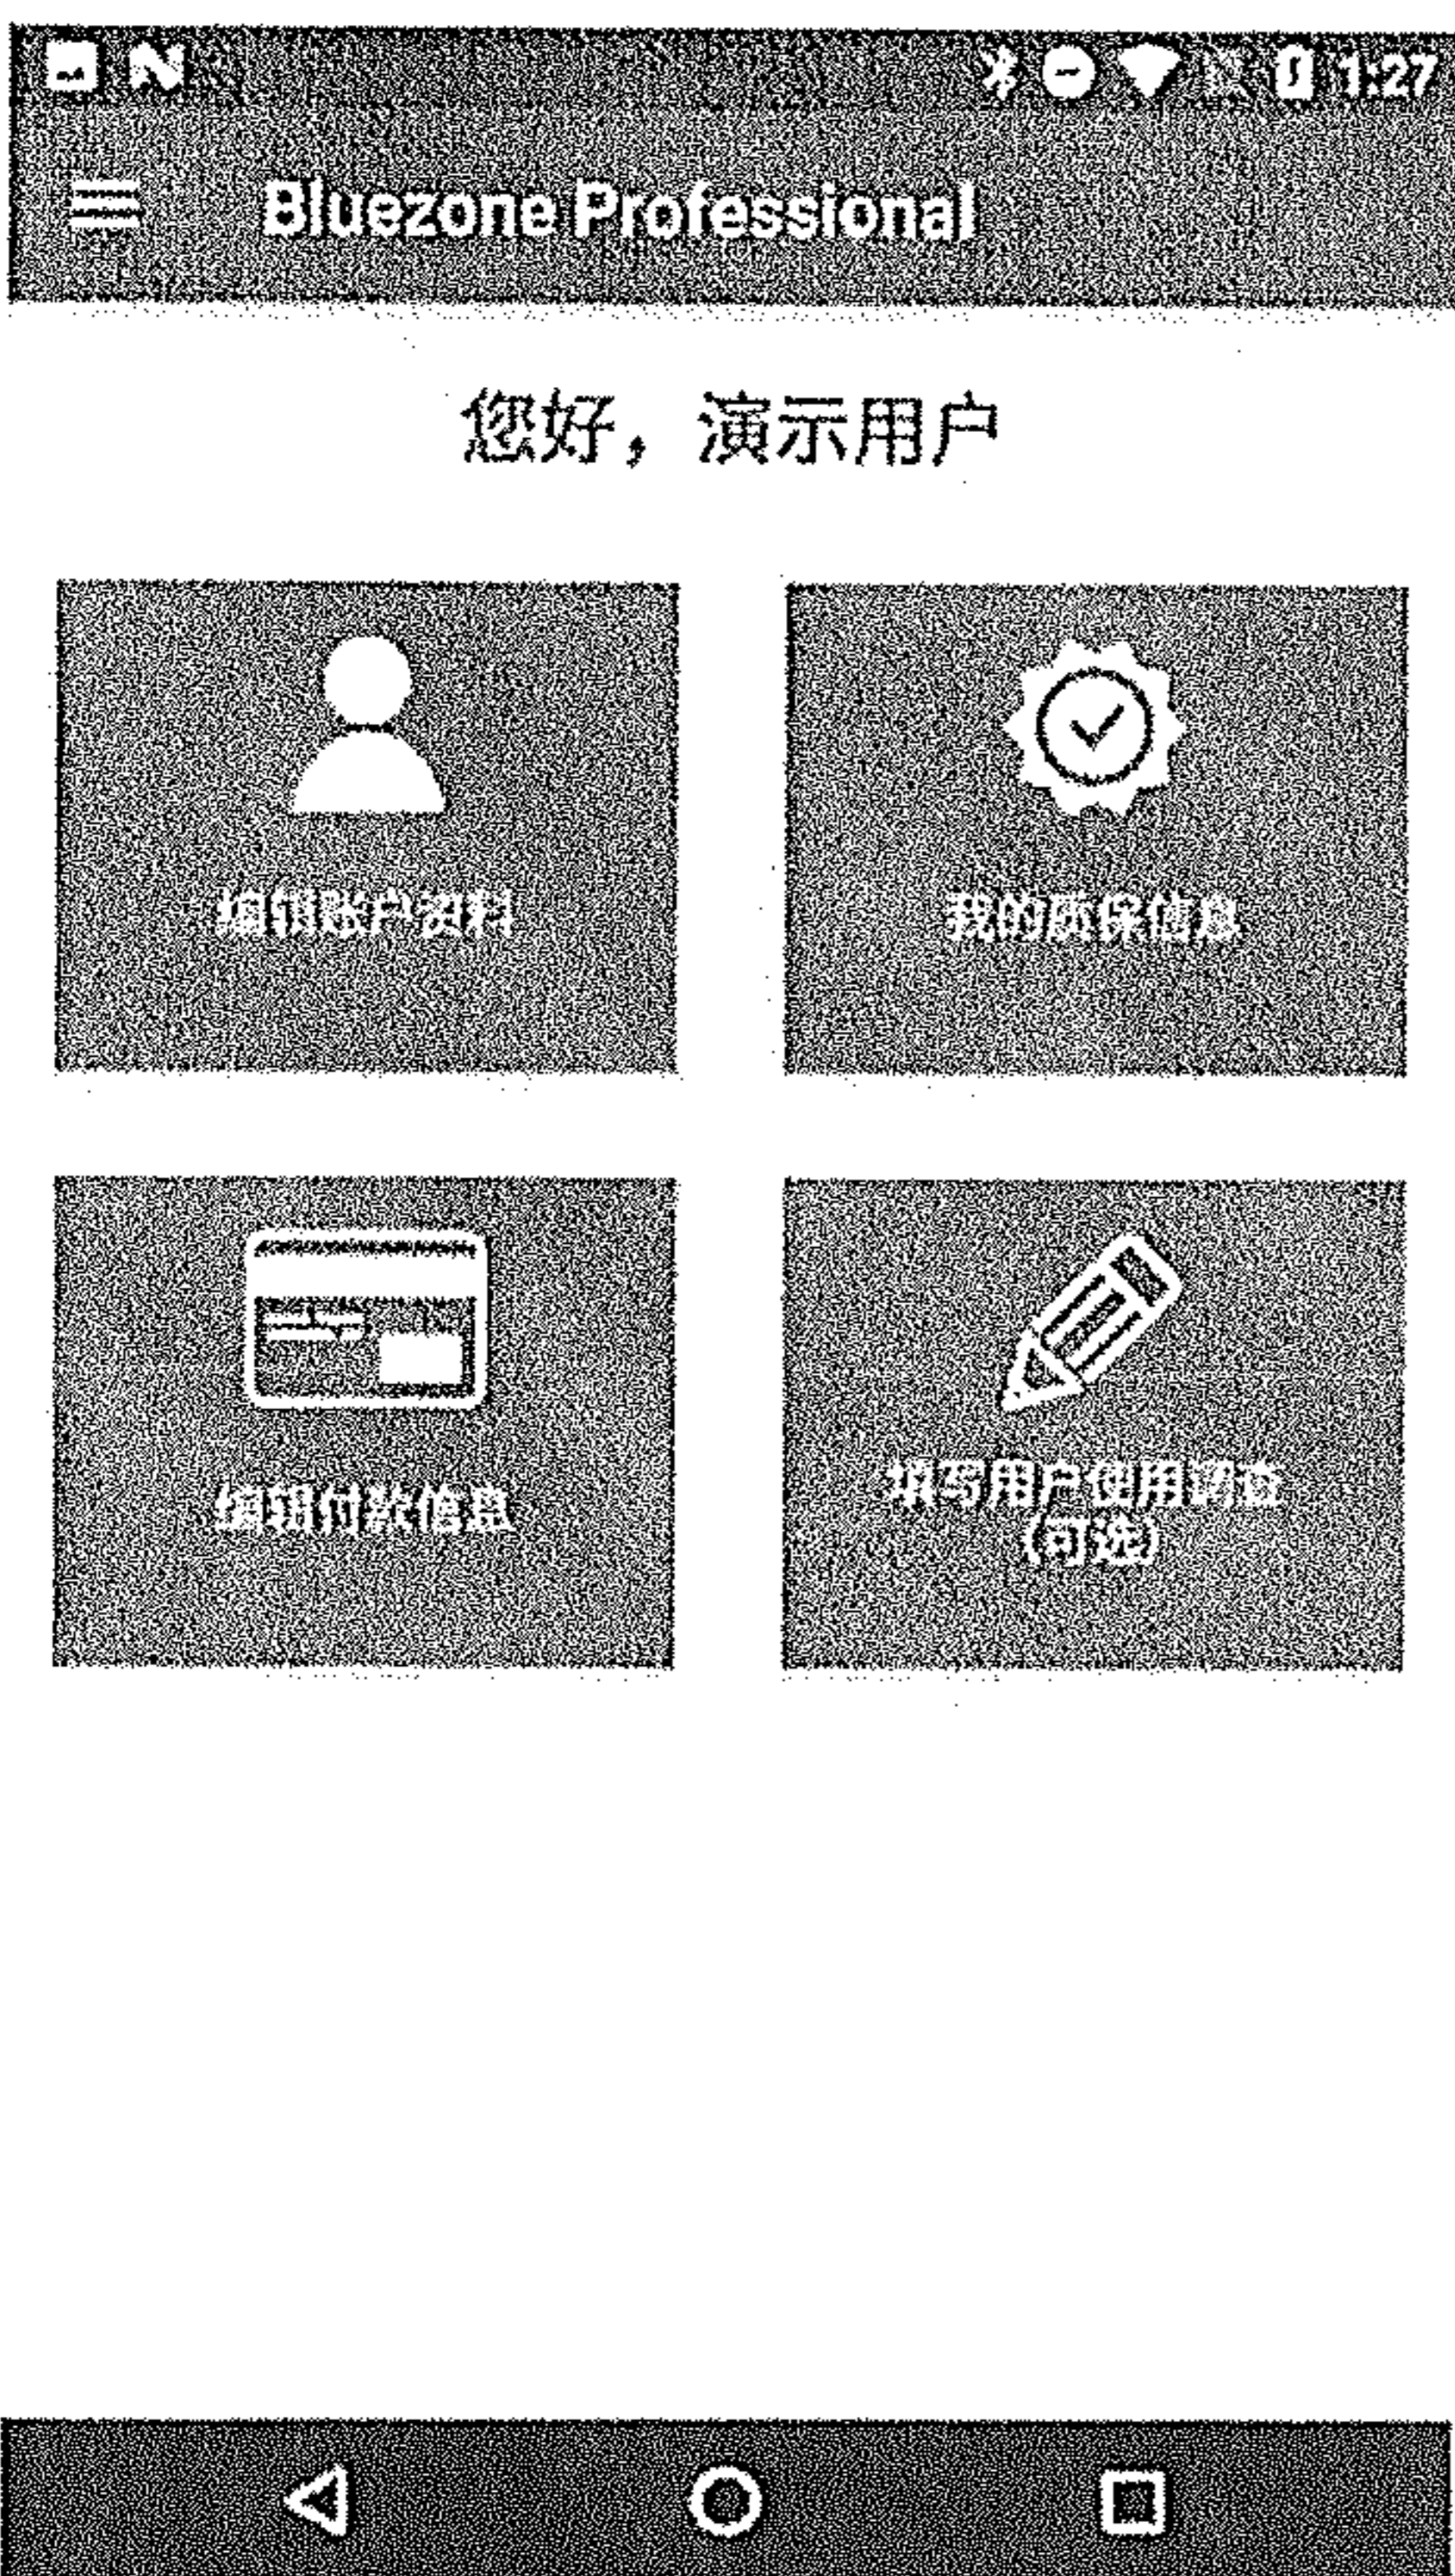 1:27
Bluezone Professional
您好，演示用户
编辑账户资料
我的质保信息
编辑付款信息
填写用户使用调查
(可选)